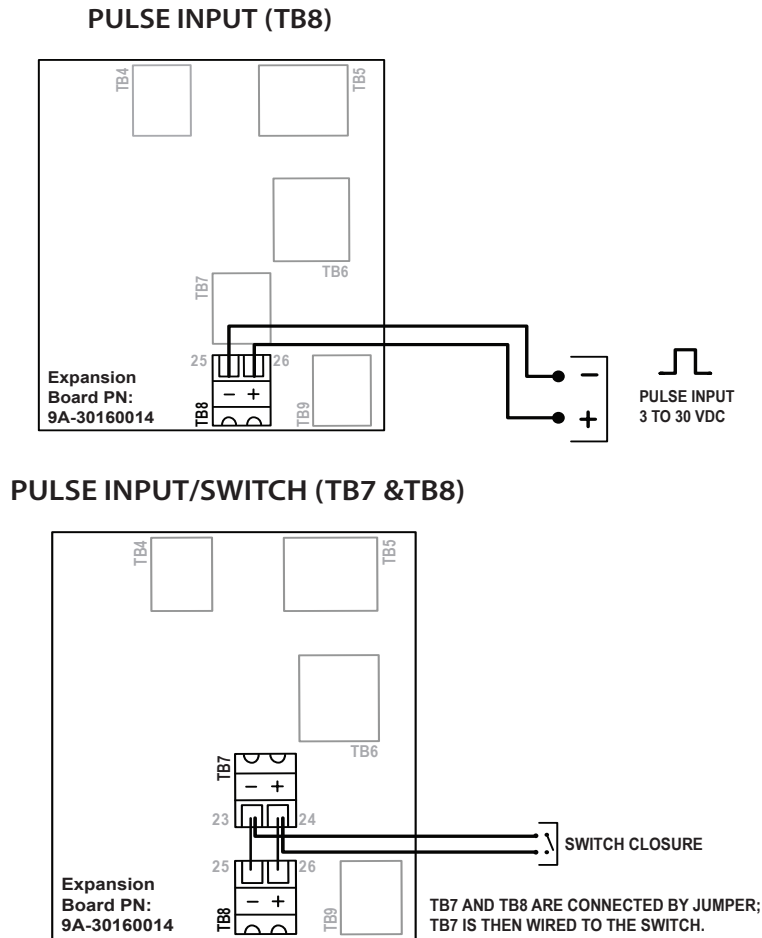 PULSE INPUT (TB8)
TB4
TB5
TB6
TB7
25
26
Expansion
Board PN:
9A-30160014
TB8
− +
TB9
−
+
PULSE INPUT
3 TO 30 VDC
PULSE INPUT/SWITCH (TB7 &TB8)
TB4
TB5
TB6
TB7
− +
23
24
SWITCH CLOSURE
25
26
Expansion
Board PN:
9A-30160014
TB8
− +
TB9
TB7 AND TB8 ARE CONNECTED BY JUMPER;
TB7 IS THEN WIRED TO THE SWITCH.